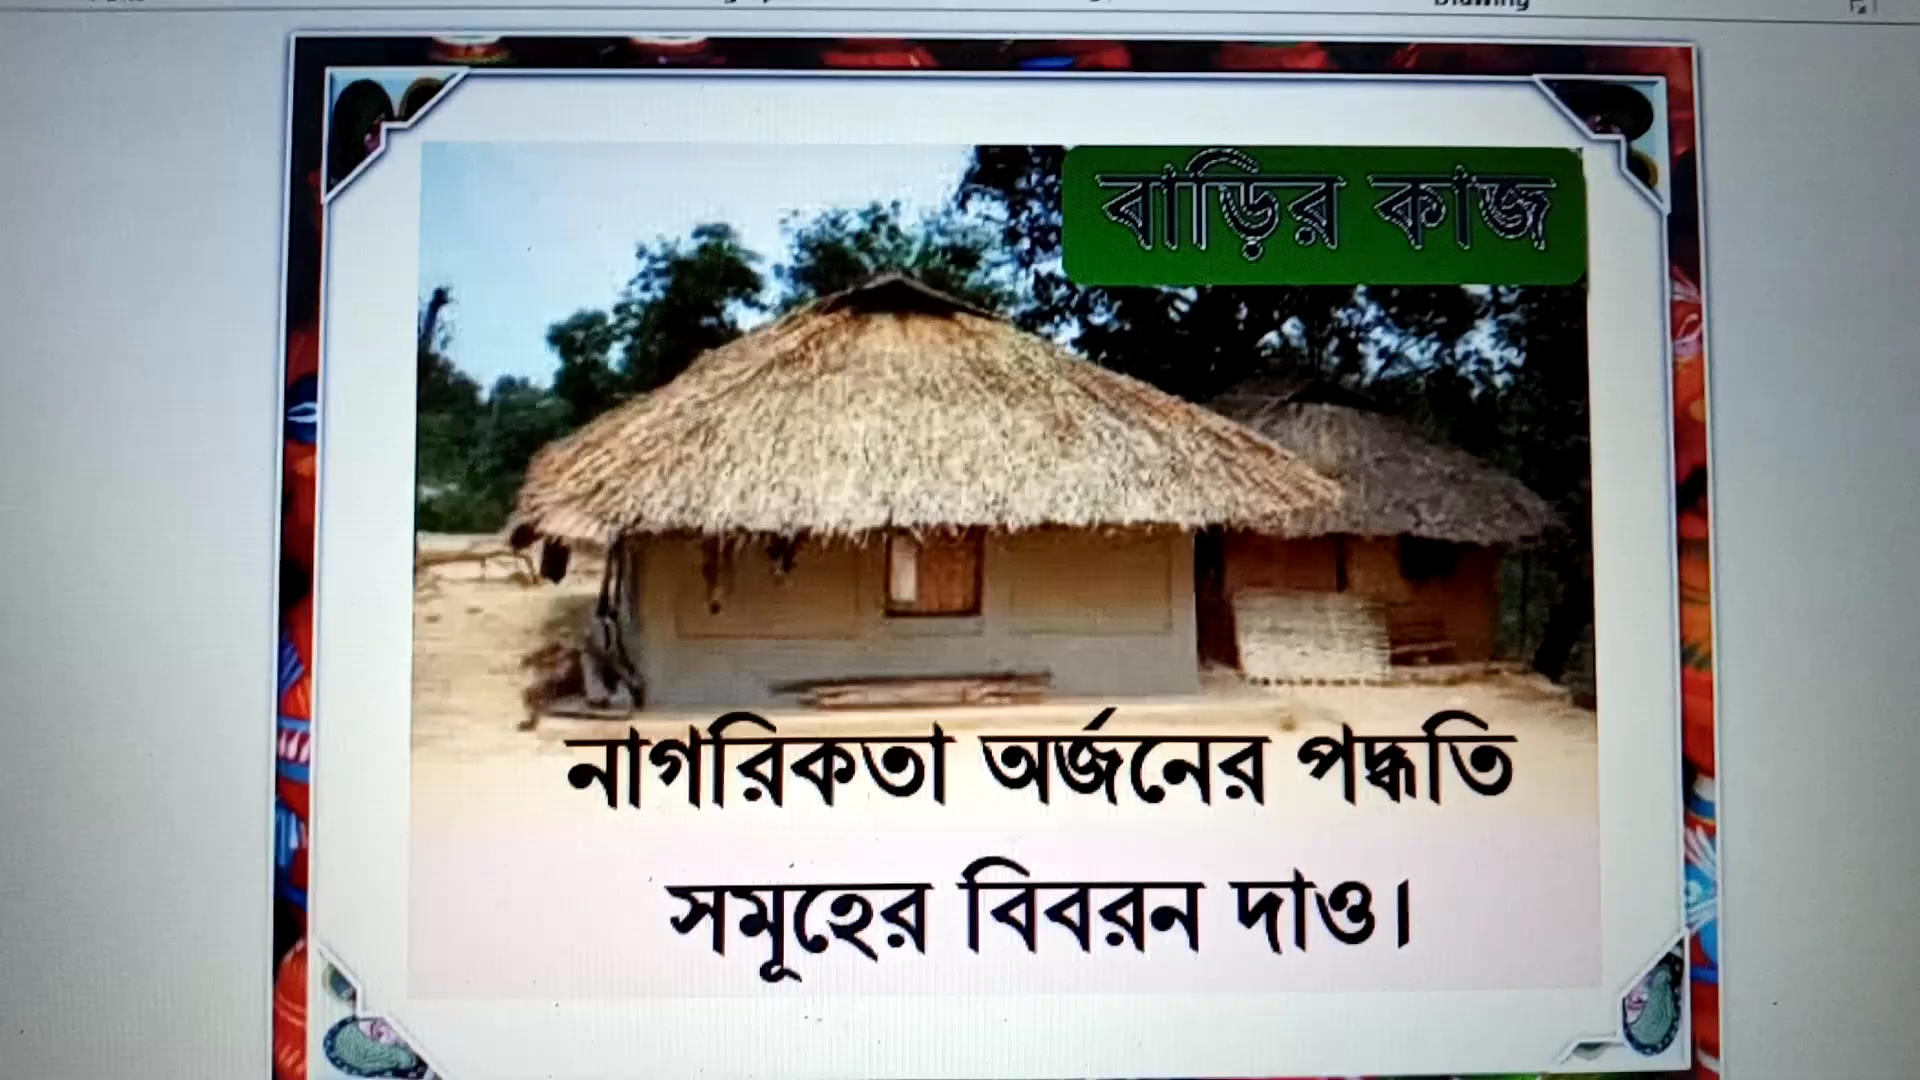 বাড়ির কাজ
নাগরিকতা অর্জনের পদ্ধতি
সমূহের বিবরন দাও।